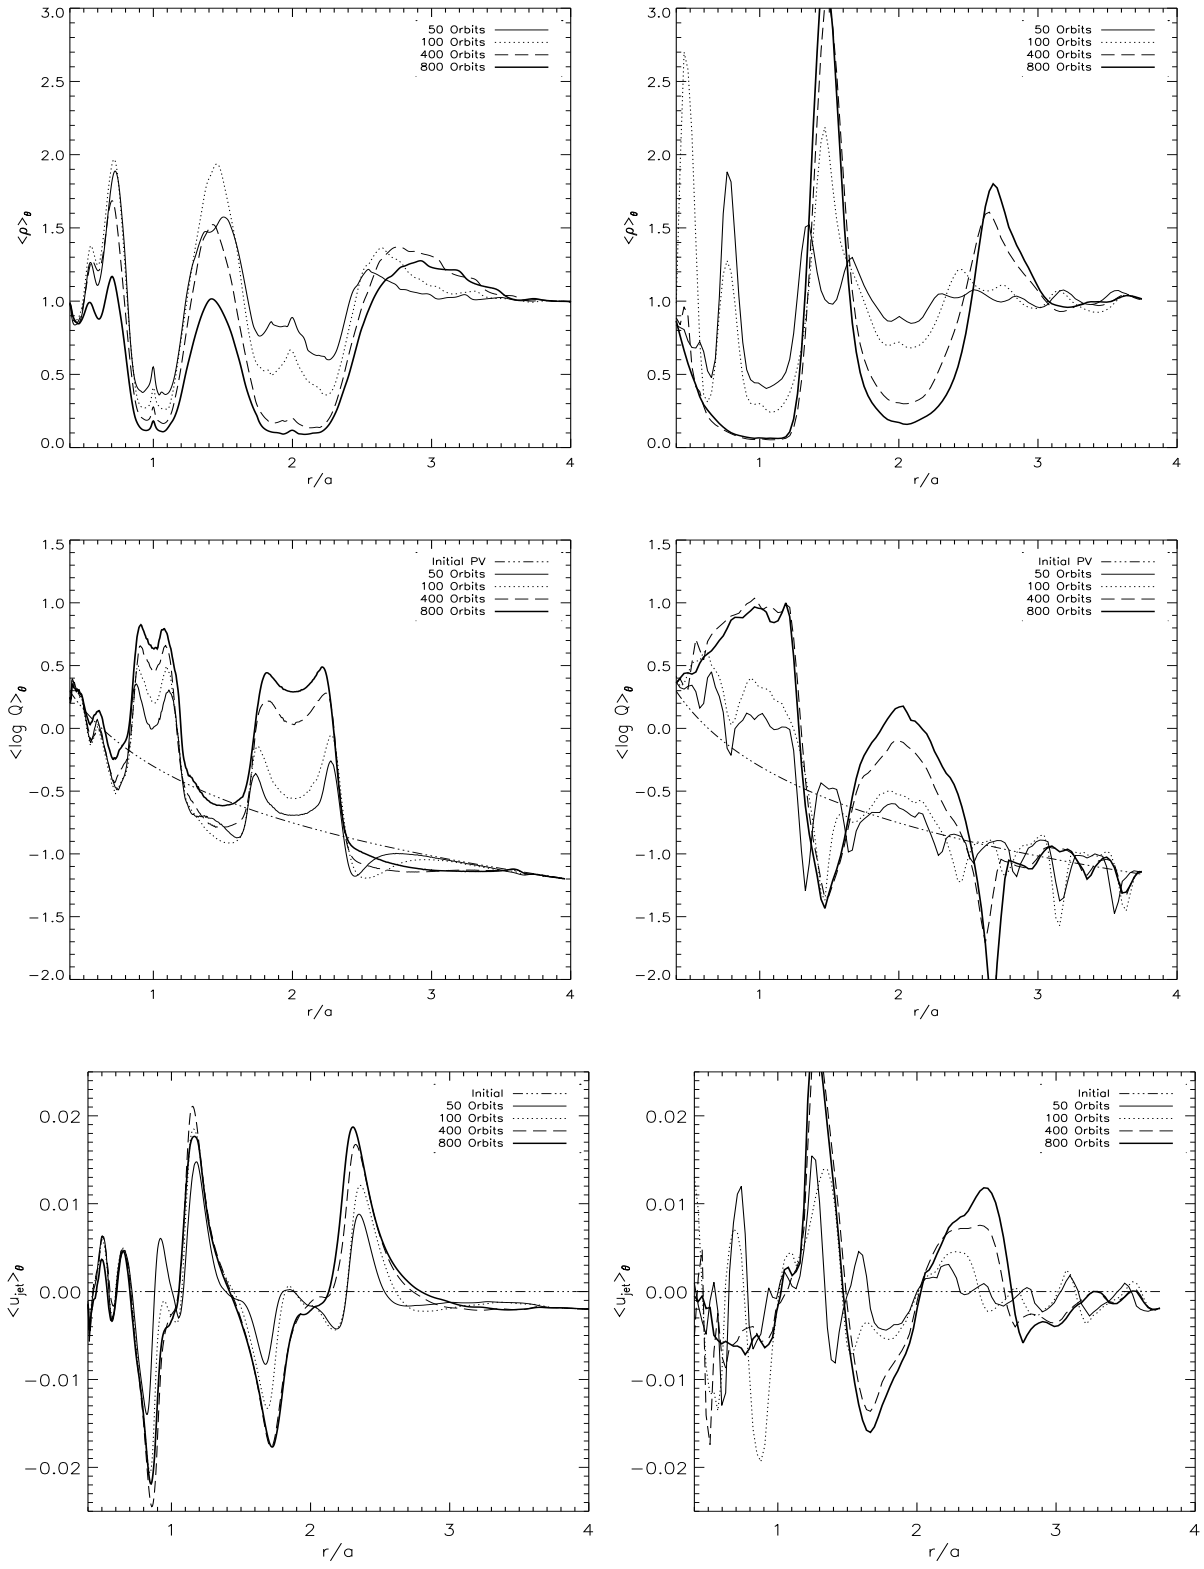 3.0
2.5
2.0
1.5
1.0
0.5
0.0
<ρ>θ
50 Orbits
100 Orbits
400 Orbits
800 Orbits
1 2 3 4
r/a
3.0
2.5
2.0
1.5
1.0
0.5
0.0
<ρ>θ
50 Orbits
100 Orbits
400 Orbits
800 Orbits
1 2 3 4
r/a
1.5
1.0
0.5
0.0
−0.5
−1.0
−1.5
−2.0
<log Q>θ
Initial PV
50 Orbits
100 Orbits
400 Orbits
800 Orbits
1 2 3 4
r/a
1.5
1.0
0.5
0.0
−0.5
−1.0
−1.5
−2.0
<log Q>θ
Initial PV
50 Orbits
100 Orbits
400 Orbits
800 Orbits
1 2 3 4
r/a
0.02
0.01
0.00
−0.01
−0.02
<ujet>θ
Initial
50 Orbits
100 Orbits
400 Orbits
800 Orbits
1 2 3 4
r/a
0.02
0.01
0.00
−0.01
−0.02
<ujet>θ
Initial
50 Orbits
100 Orbits
400 Orbits
800 Orbits
1 2 3 4
r/a